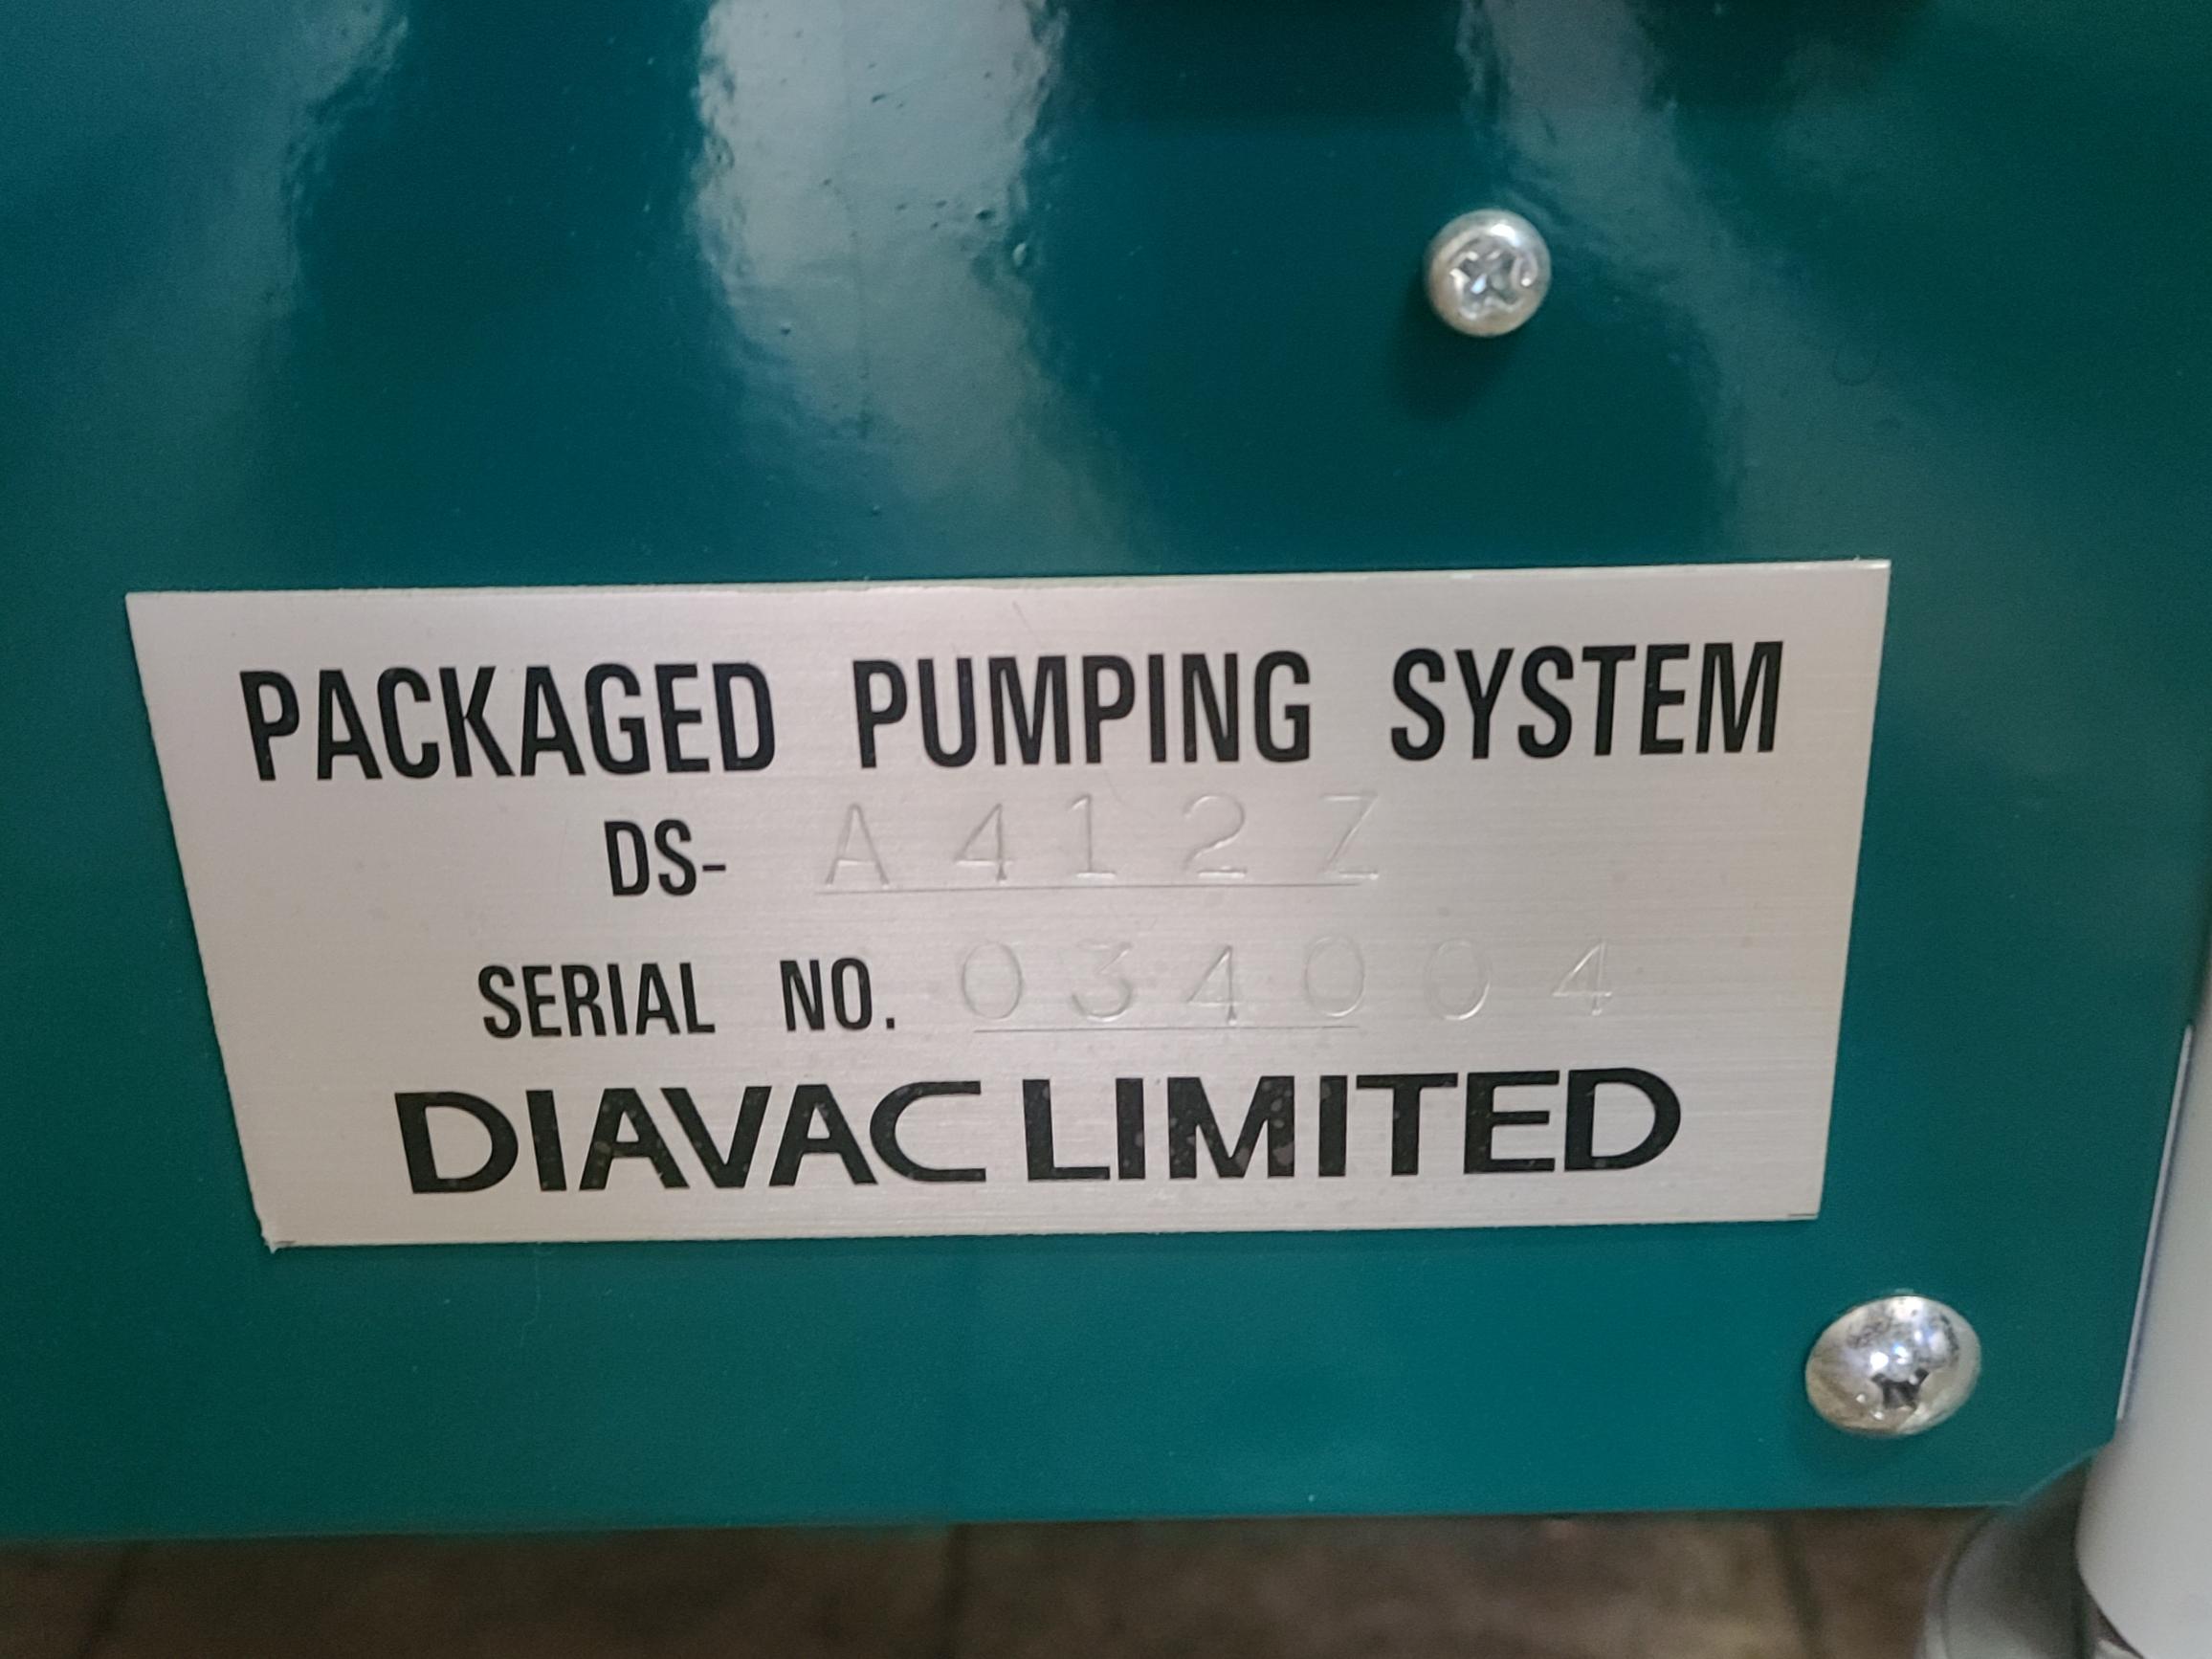 PACKAGED PUMPING SYSTEM
DS- A412Z
SERIAL NO. 034004
DIAVAC LIMITED